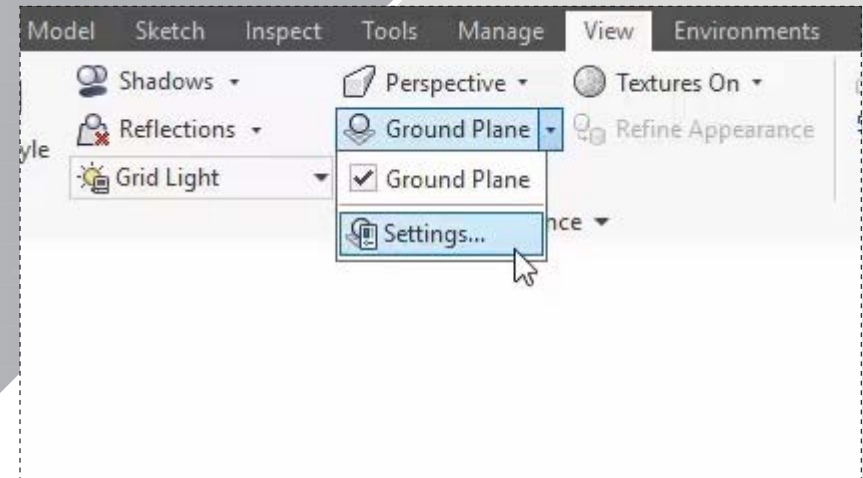 Model Sketch Inspect Tools Manage View Environments
Shadows Perspective Textures On
yle Reflections Ground Plane Refine Appearance
Grid Light Ground Plane
Settings... nce